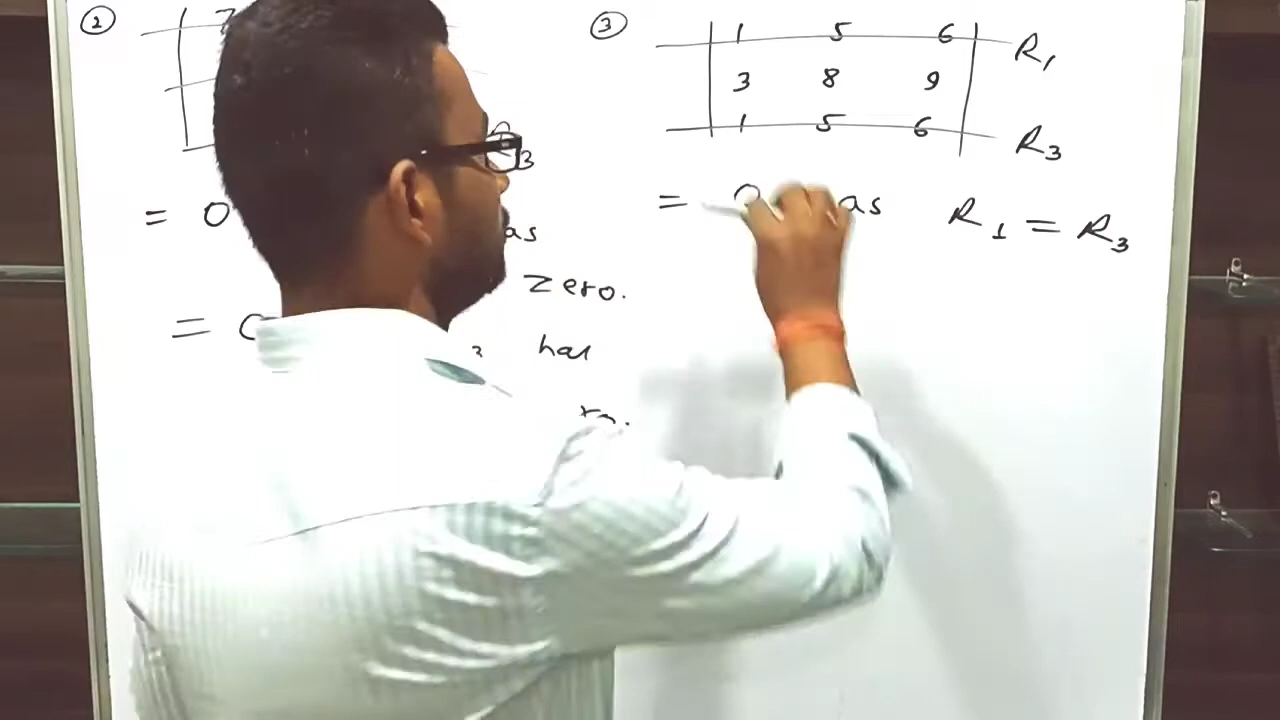 ②
= 0
as
zero.
= 0
has
③
1 5 6 R₁
3 8 9
1 5 6 R₃
= 0 as R₁ = R₃